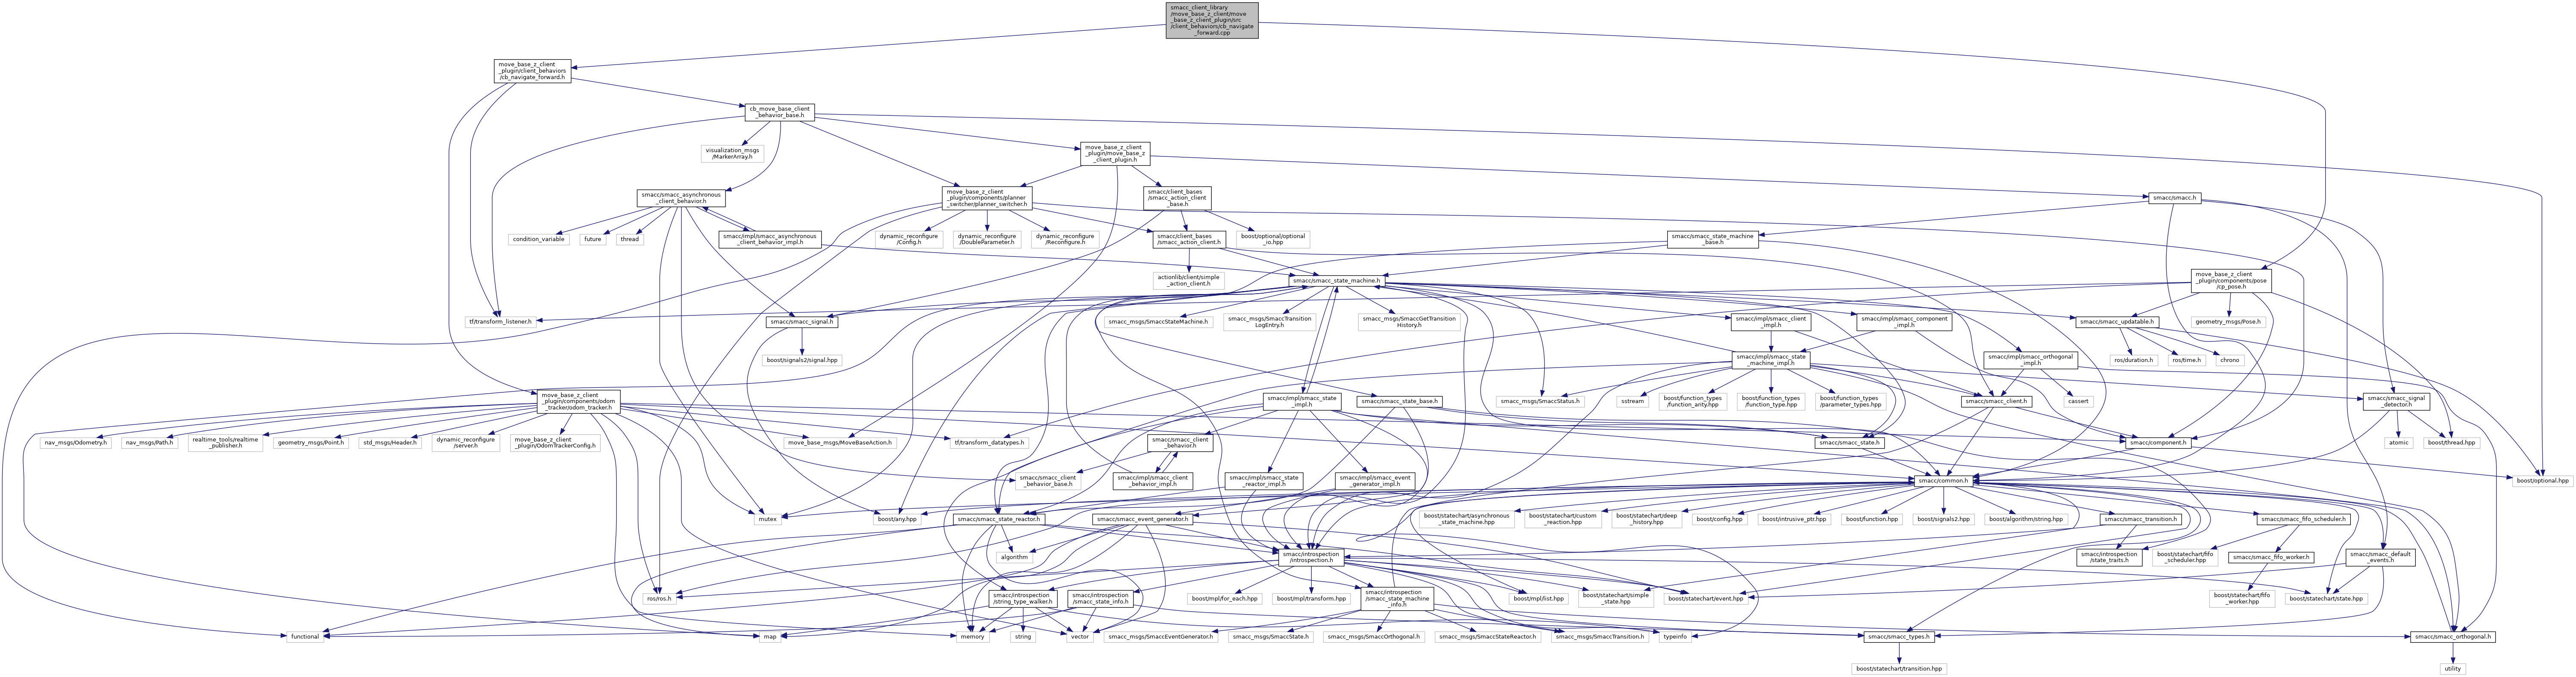 smacc_client_library
/move_base_z_client/move
_base_z_client_plugin/src
/client_behaviors/cb_navigate
_forward.cpp
move_base_z_client
_plugin/client_behaviors
/cb_navigate_forward.h
cb_move_base_client
_behavior_base.h
visualization_msgs
/MarkerArray.h
move_base_z_client
_plugin/move_base_z
_client_plugin.h
smacc/smacc_asynchronous
_client_behavior.h
move_base_z_client
_plugin/components/planner
_switcher/planner_switcher.h
smacc/client_bases
/smacc_action_client
_base.h
smacc/smacc.h
condition_variable
future
thread
smacc/impl/smacc_asynchronous
_client_behavior_impl.h
dynamic_reconfigure
/Config.h
dynamic_reconfigure
/DoubleParameter.h
dynamic_reconfigure
/Reconfigure.h
smacc/client_bases
/smacc_action_client.h
boost/optional/optional
_io.hpp
smacc/smacc_state_machine
_base.h
actionlib/client/simple
_action_client.h
smacc/smacc_state_machine.h
move_base_z_client
_plugin/components/pose
/cp_pose.h
tf/transform_listener.h
smacc/smacc_signal.h
smacc_msgs/SmaccStateMachine.h
smacc_msgs/SmaccTransition
LogEntry.h
smacc_msgs/SmaccGetTransition
History.h
smacc/impl/smacc_client
_impl.h
smacc/impl/smacc_component
_impl.h
smacc/smacc_updatable.h
geometry_msgs/Pose.h
boost/signals2/signal.hpp
smacc/impl/smacc_state
_machine_impl.h
smacc/impl/smacc_orthogonal
_impl.h
ros/duration.h
ros/time.h
chrono
move_base_z_client
_plugin/components/odom
_tracker/odom_tracker.h
smacc/impl/smacc_state
_impl.h
smacc/smacc_state_base.h
smacc_msgs/SmaccStatus.h
sstream
boost/function_types
/function_arity.hpp
boost/function_types
/function_type.hpp
boost/function_types
/parameter_types.hpp
smacc/smacc_client.h
cassert
smacc/smacc_signal
_detector.h
nav_msgs/Odometry.h
nav_msgs/Path.h
realtime_tools/realtime
_publisher.h
geometry_msgs/Point.h
std_msgs/Header.h
dynamic_reconfigure
/server.h
move_base_z_client
_plugin/OdomTrackerConfig.h
move_base_msgs/MoveBaseAction.h
tf/transform_datatypes.h
smacc/smacc_client
_behavior.h
smacc/smacc_state.h
smacc/component.h
atomic
boost/thread.hpp
smacc/smacc_client
_behavior_base.h
smacc/impl/smacc_client
_behavior_impl.h
smacc/impl/smacc_state
_reactor_impl.h
smacc/impl/smacc_event
_generator_impl.h
smacc/common.h
boost/optional.hpp
mutex
boost/any.hpp
smacc/smacc_state_reactor.h
smacc/smacc_event_generator.h
boost/statechart/asynchronous
_state_machine.hpp
boost/statechart/custom
_reaction.hpp
boost/statechart/deep
_history.hpp
boost/config.hpp
boost/intrusive_ptr.hpp
boost/function.hpp
boost/signals2.hpp
boost/algorithm/string.hpp
smacc/smacc_transition.h
smacc/smacc_fifo_scheduler.h
algorithm
smacc/introspection
/introspection.h
smacc/introspection
/state_traits.h
boost/statechart/fifo
_scheduler.hpp
smacc/smacc_fifo_worker.h
smacc/smacc_default
_events.h
ros/ros.h
smacc/introspection
/string_type_walker.h
smacc/introspection
/smacc_state_info.h
boost/mpl/for_each.hpp
boost/mpl/transform.hpp
smacc/introspection
/smacc_state_machine
_info.h
boost/mpl/list.hpp
boost/statechart/simple
_state.hpp
boost/statechart/event.hpp
boost/statechart/fifo
_worker.hpp
boost/statechart/state.hpp
functional
map
memory
string
vector
smacc_msgs/SmaccEventGenerator.h
smacc_msgs/SmaccState.h
smacc_msgs/SmaccOrthogonal.h
smacc_msgs/SmaccStateReactor.h
smacc_msgs/SmaccTransition.h
typeinfo
smacc/smacc_types.h
smacc/smacc_orthogonal.h
boost/statechart/transition.hpp
utility